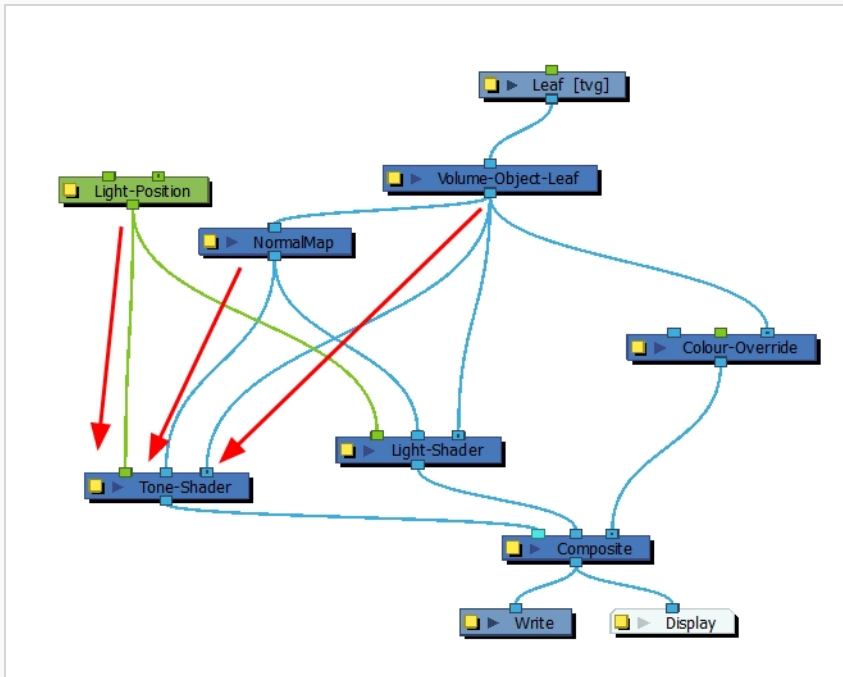 Leaf [tvg]
Volume-Object-Leaf
Light-Position
NormalMap
Colour-Override
Light-Shader
Tone-Shader
Composite
Write
Display